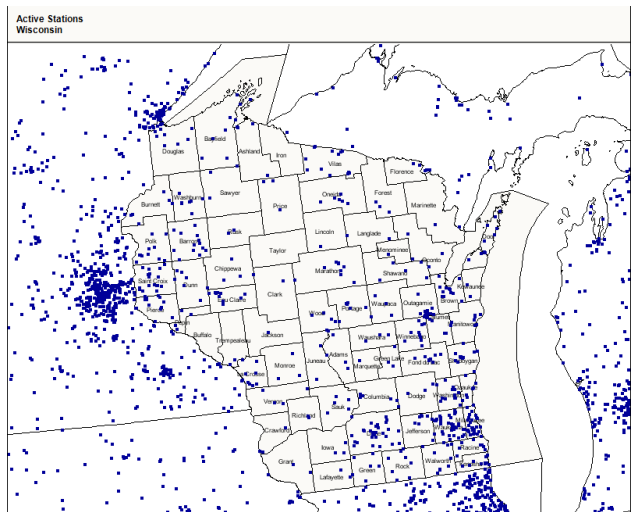 Active Stations
Wisconsin
Douglas
Bayfield
Ashland
Iron
Vilas
Florence
Burnett
Washburn
Sawyer
Price
Oneida
Forest
Marinette
Polk
Barron
Rusk
Taylor
Lincoln
Langlade
Menominee
Oconto
Door
Saint Croix
Dunn
Chippewa
Marathon
Shawano
Pierce
Pepin
Eau Claire
Clark
Wood
Portage
Waupaca
Outagamie
Brown
Kewaunee
Buffalo
Trempealeau
Jackson
Waushara
Winnebago
Calumet
Manitowoc
La Crosse
Monroe
Juneau
Adams
Marquette
Green Lake
Fond du Lac
Sheboygan
Vernon
Richland
Sauk
Columbia
Dodge
Washington
Ozaukee
Crawford
Iowa
Dane
Jefferson
Waukesha
Milwaukee
Grant
Lafayette
Green
Rock
Walworth
Racine
Kenosha